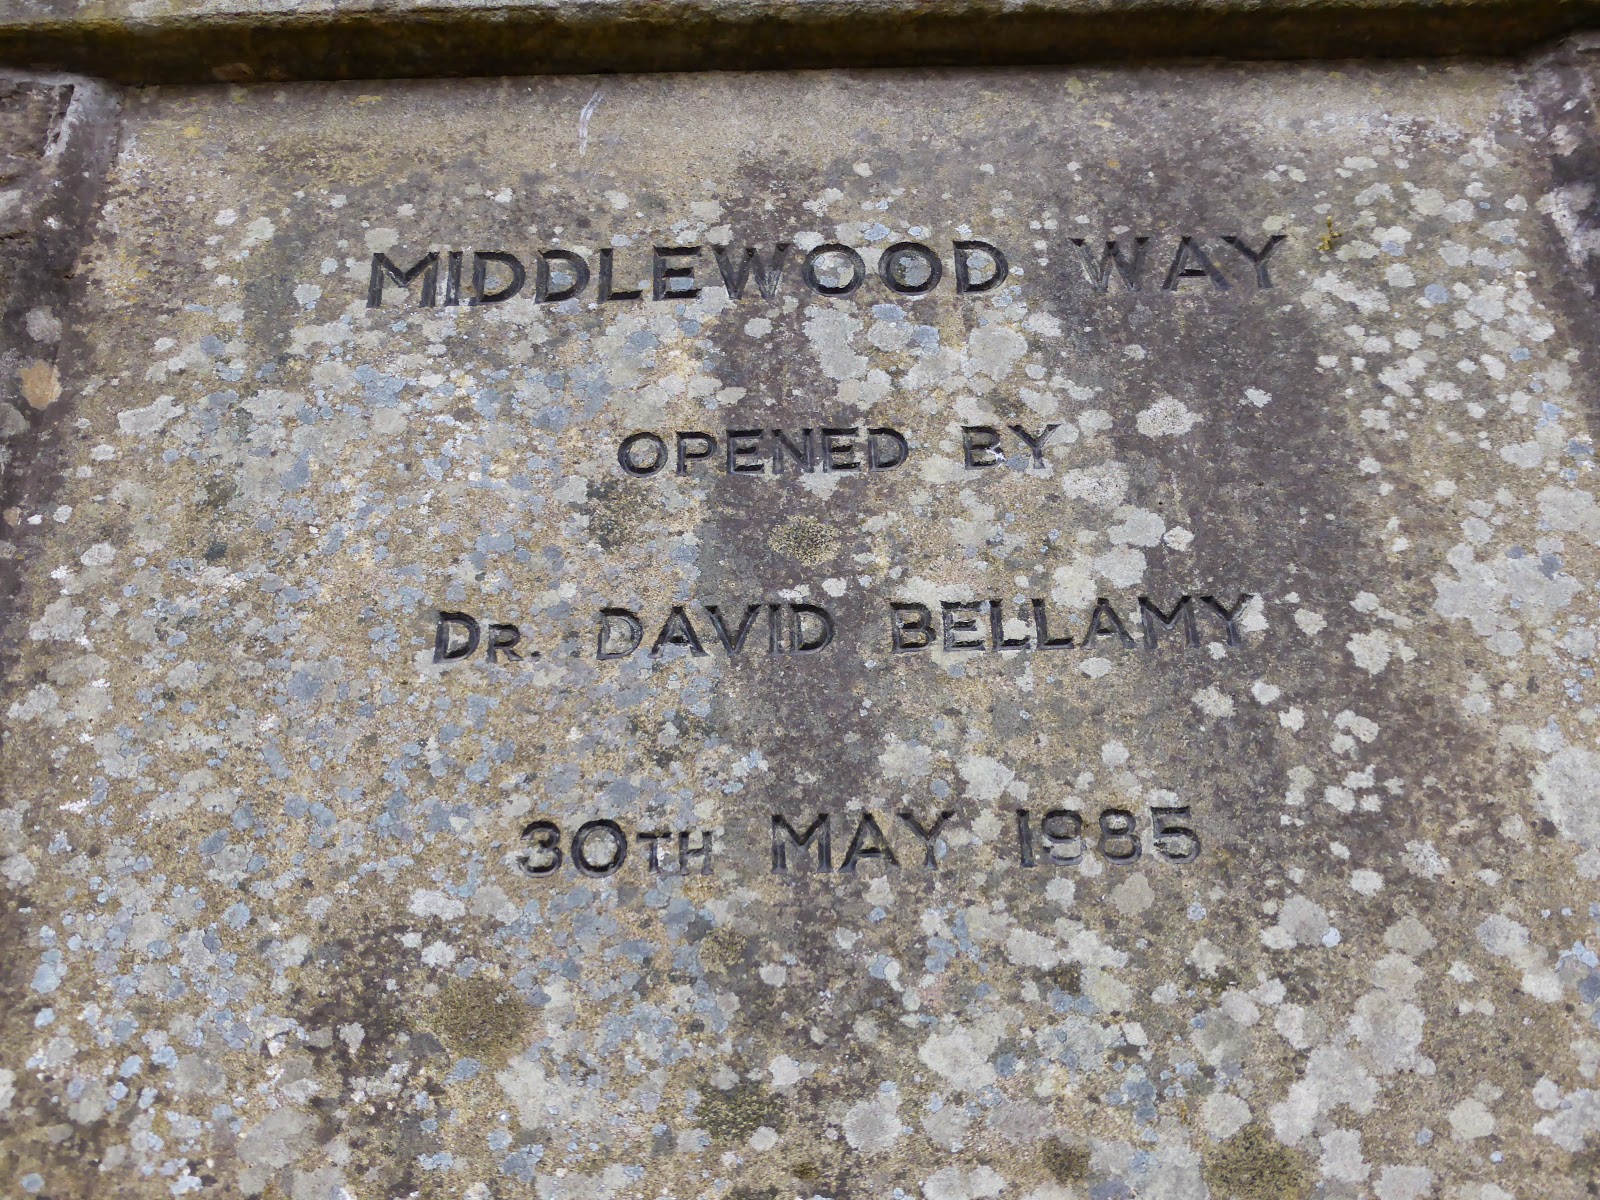 MIDDLEWOOD WAY
OPENED BY
DR. DAVID BELLAMY
30TH MAY 1985